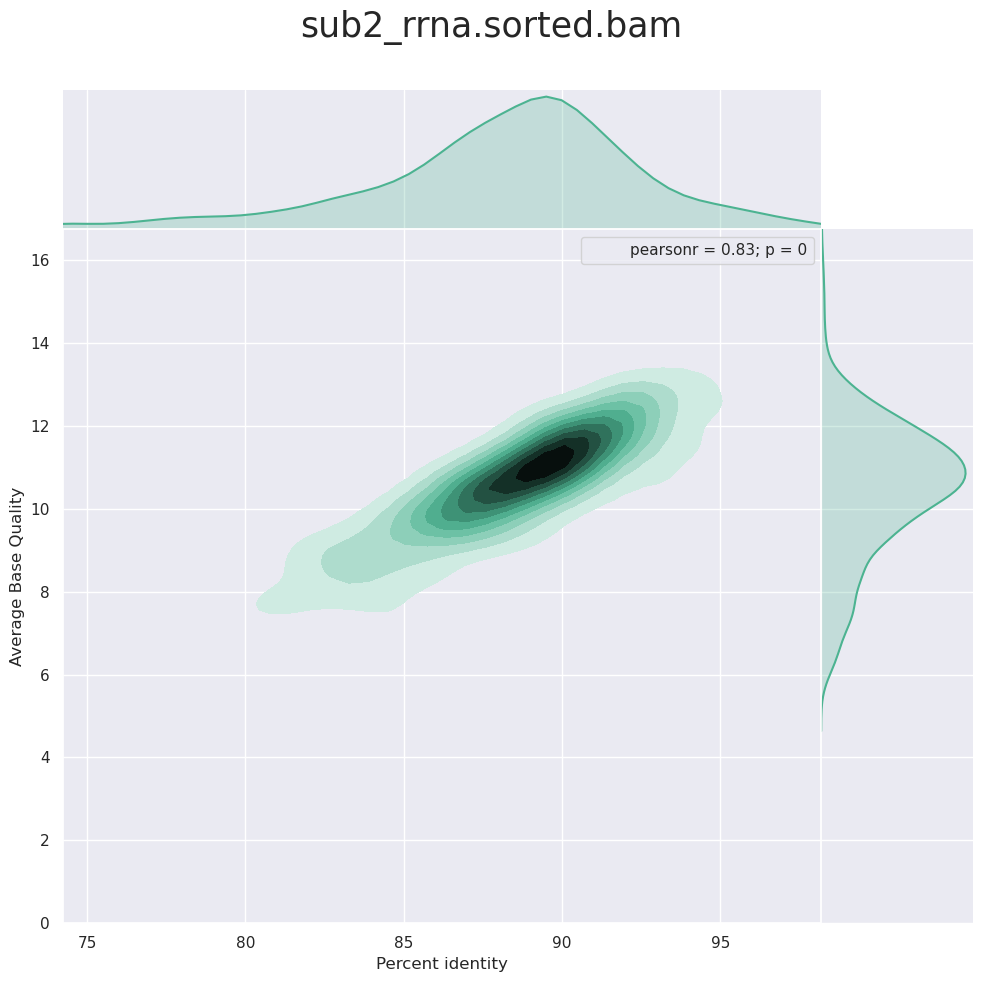 sub2_rrna.sorted.bam
pearsonr = 0.83; p = 0
16
14
12
10
8
6
4
2
0
Average Base Quality
75 80 85 90 95
Percent identity